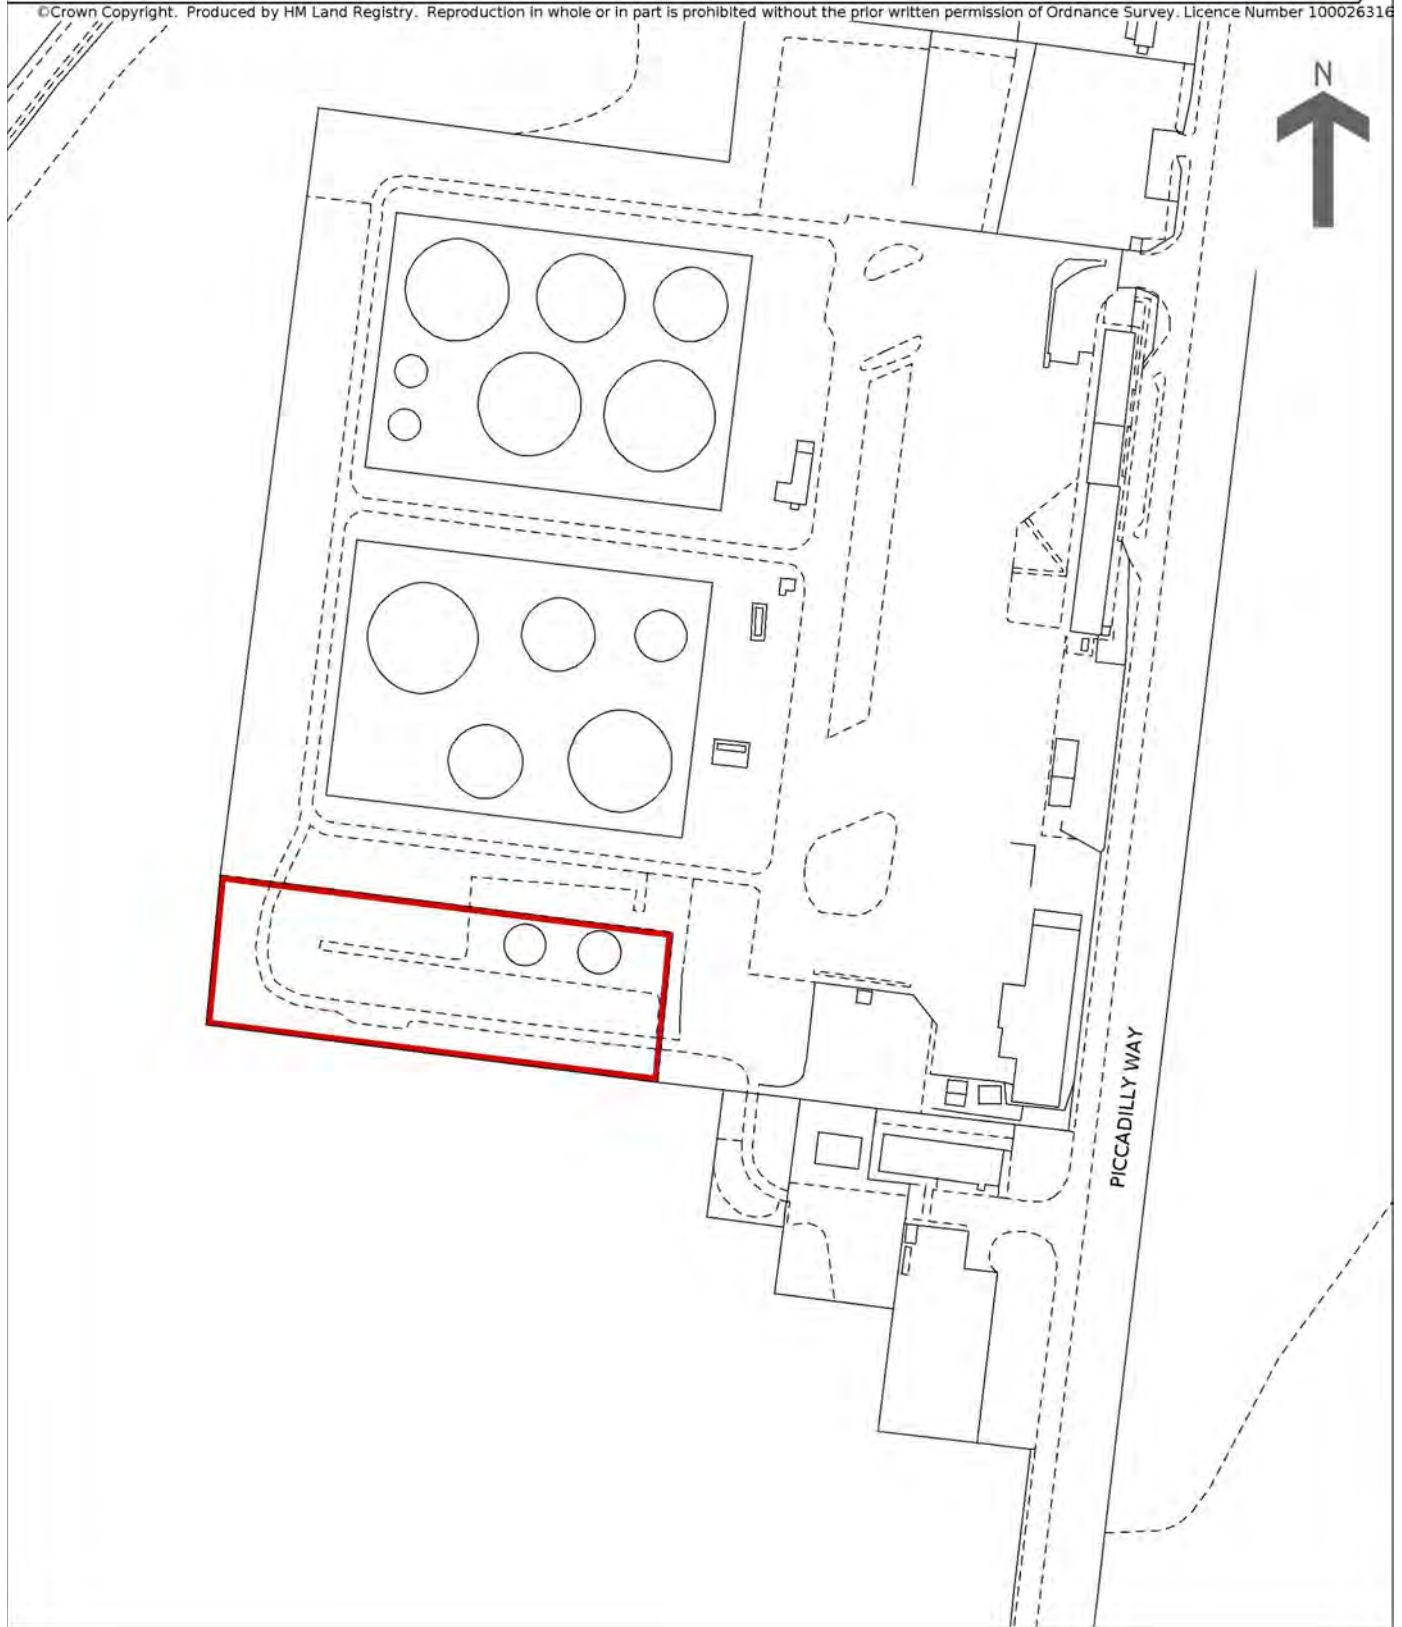 ©Crown Copyright. Produced by HM Land Registry. Reproduction in whole or in part is prohibited without the prior written permission of Ordnance Survey. Licence Number 100026316
N
PICCADILLY WAY